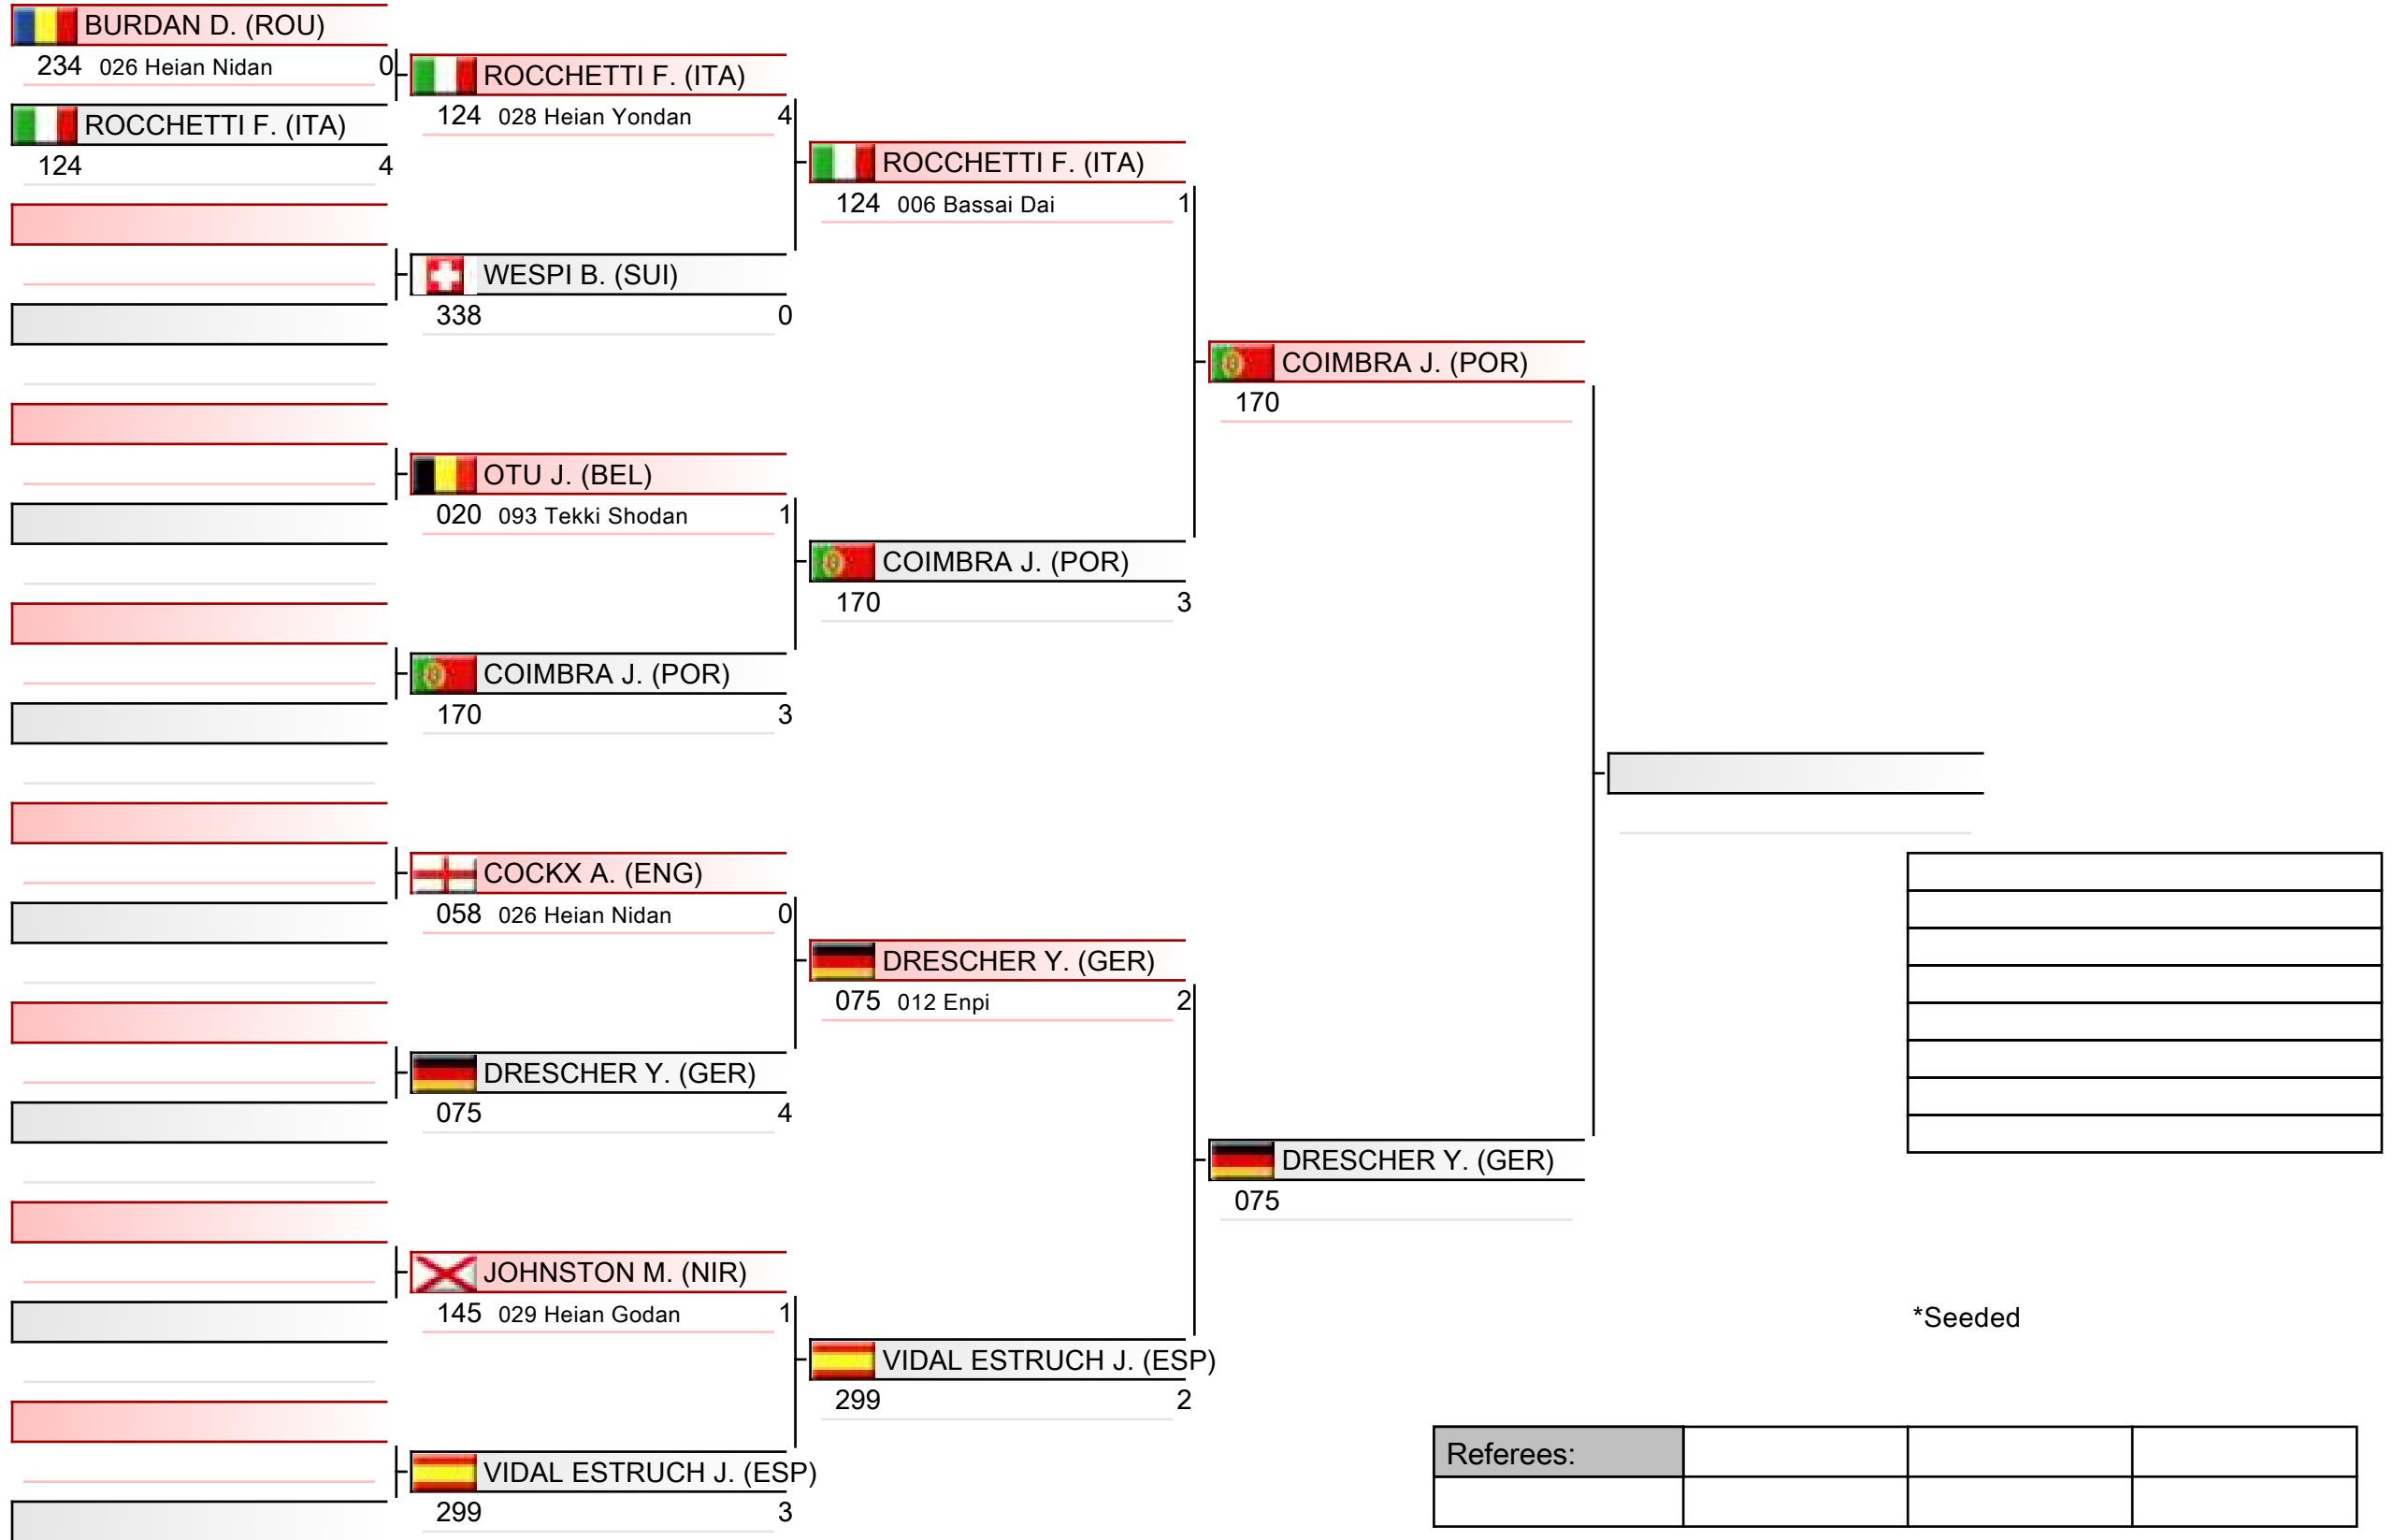 BURDAN D. (ROU)
234 026 Heian Nidan 0
ROCCHETTI F. (ITA)
124 4
ROCCHETTI F. (ITA)
124 028 Heian Yondan 4
WESPI B. (SUI)
338 0
OTU J. (BEL)
020 093 Tekki Shodan 1
COIMBRA J. (POR)
170 3
COCKX A. (ENG)
058 026 Heian Nidan 0
DRESCHER Y. (GER)
075 4
JOHNSTON M. (NIR)
145 029 Heian Godan 1
VIDAL ESTRUCH J. (ESP)
299 3
ROCCHETTI F. (ITA)
124 006 Bassai Dai 1
COIMBRA J. (POR)
170 3
DRESCHER Y. (GER)
075 012 Enpi 2
VIDAL ESTRUCH J. (ESP)
299 2
COIMBRA J. (POR)
170
DRESCHER Y. (GER)
075
*Seeded
Referees: